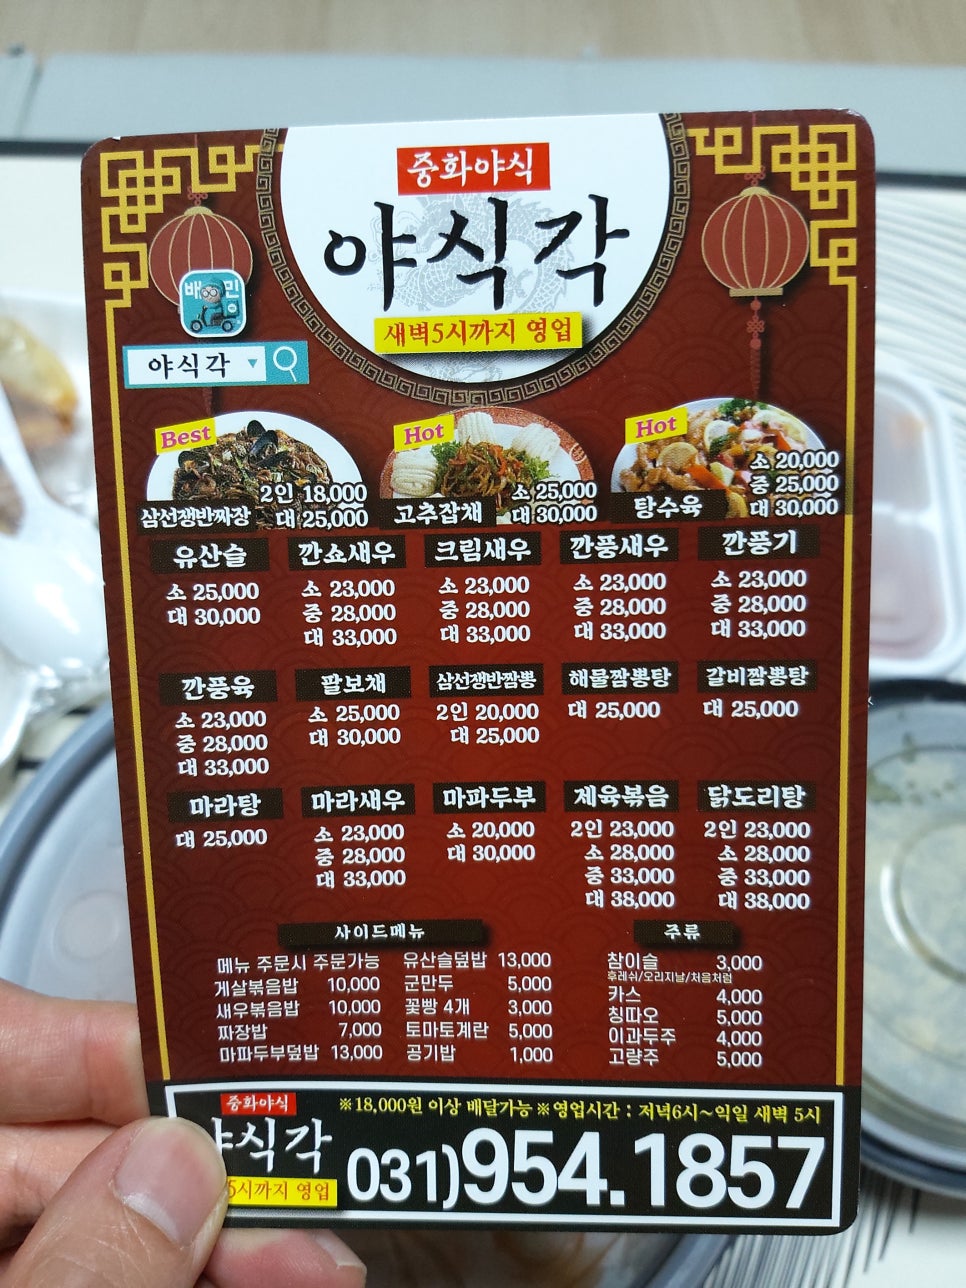 중화야식
야식각
새벽5시까지 영업
배민
야식각
Best
삼선쟁반짜장
2인 18,000
대 25,000
Hot
고추잡채
소 25,000
대 30,000
Hot
탕수육
소 20,000
중 25,000
대 30,000
유산슬
소 25,000
대 30,000
깐쇼새우
소 23,000
중 28,000
대 33,000
크림새우
소 23,000
중 28,000
대 33,000
깐풍새우
소 23,000
중 28,000
대 33,000
깐풍기
소 23,000
중 28,000
대 33,000
깐풍육
소 23,000
중 28,000
대 33,000
팔보채
소 25,000
대 30,000
삼선쟁반짬뽕
2인 20,000
대 25,000
해물짬뽕탕
대 25,000
갈비짬뽕탕
대 25,000
마라탕
대 25,000
마라새우
소 23,000
중 28,000
대 33,000
마파두부
소 20,000
대 30,000
제육볶음
2인 23,000
소 28,000
중 33,000
대 38,000
닭도리탕
2인 23,000
소 28,000
중 33,000
대 38,000
사이드메뉴
메뉴 주문시 주문가능
게살볶음밥 10,000
새우볶음밥 10,000
짜장밥 7,000
마파두부덮밥 13,000
유산슬덮밥 13,000
군만두 5,000
꽃빵 4개 3,000
토마토계란 5,000
공기밥 1,000
주류
참이슬 3,000
후레쉬/오리지날/처음처럼
카스 4,000
칭따오 5,000
이과두주 4,000
고량주 5,000
중화야식
야식각
5시까지 영업
※18,000원 이상 배달가능 ※영업시간 : 저녁6시~익일 새벽 5시
031)954.1857